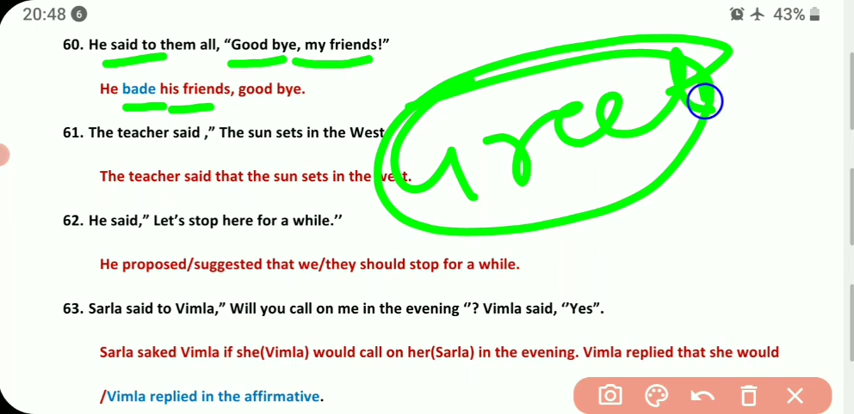 20:48 6 43%
60. He said to them all, “Good bye, my friends!”
He bade his friends, good bye.
61. The teacher said ,” The sun sets in the West
The teacher said that the sun sets in the west.
62. He said,” Let’s stop here for a while.’’
He proposed/suggested that we/they should stop for a while.
63. Sarla said to Vimla,” Will you call on me in the evening ‘’? Vimla said, ‘’Yes”.
Sarla saked Vimla if she(Vimla) would call on her(Sarla) in the evening. Vimla replied that she would
/Vimla replied in the affirmative.